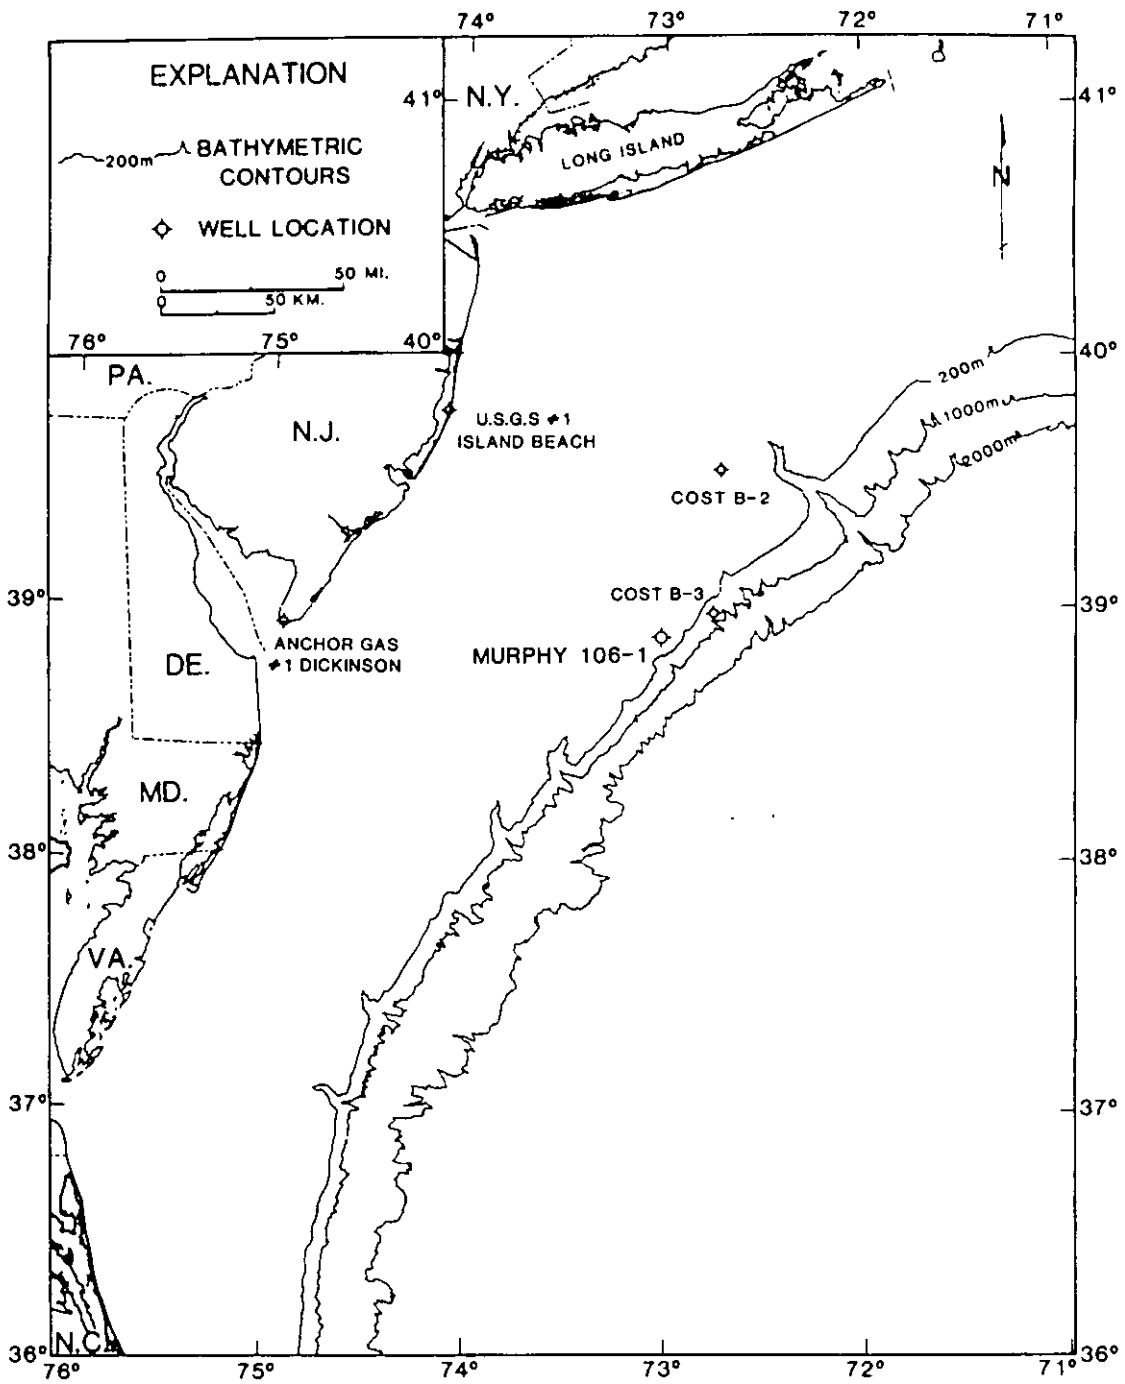 74°
73°
72°
71°
EXPLANATION
200m
BATHYMETRIC
CONTOURS
WELL LOCATION
0 50 MI.
0 50 KM.
41°
N.Y.
LONG ISLAND
41°
N
76°
75°
40°
40°
PA.
N.J.
U.S.G.S #1
ISLAND BEACH
200m
1000m
2000m
COST B-2
39°
COST B-3
39°
ANCHOR GAS
#1 DICKINSON
MURPHY 106-1
DE.
MD.
38°
38°
VA.
37°
37°
N.C.
36°
36°
76°
75°
74°
73°
72°
71°